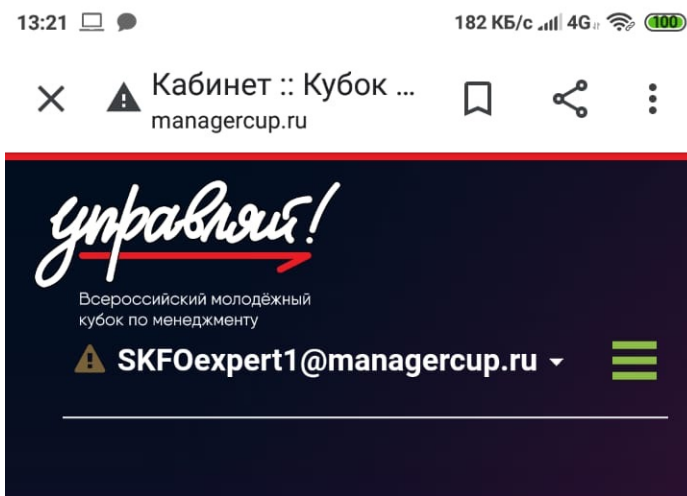 13:21 182 КБ/с 4G 100
Кабинет :: Кубок ...
managercup.ru
управляй!
Всероссийский молодёжный
кубок по менеджменту
SKFOexpert1@managercup.ru